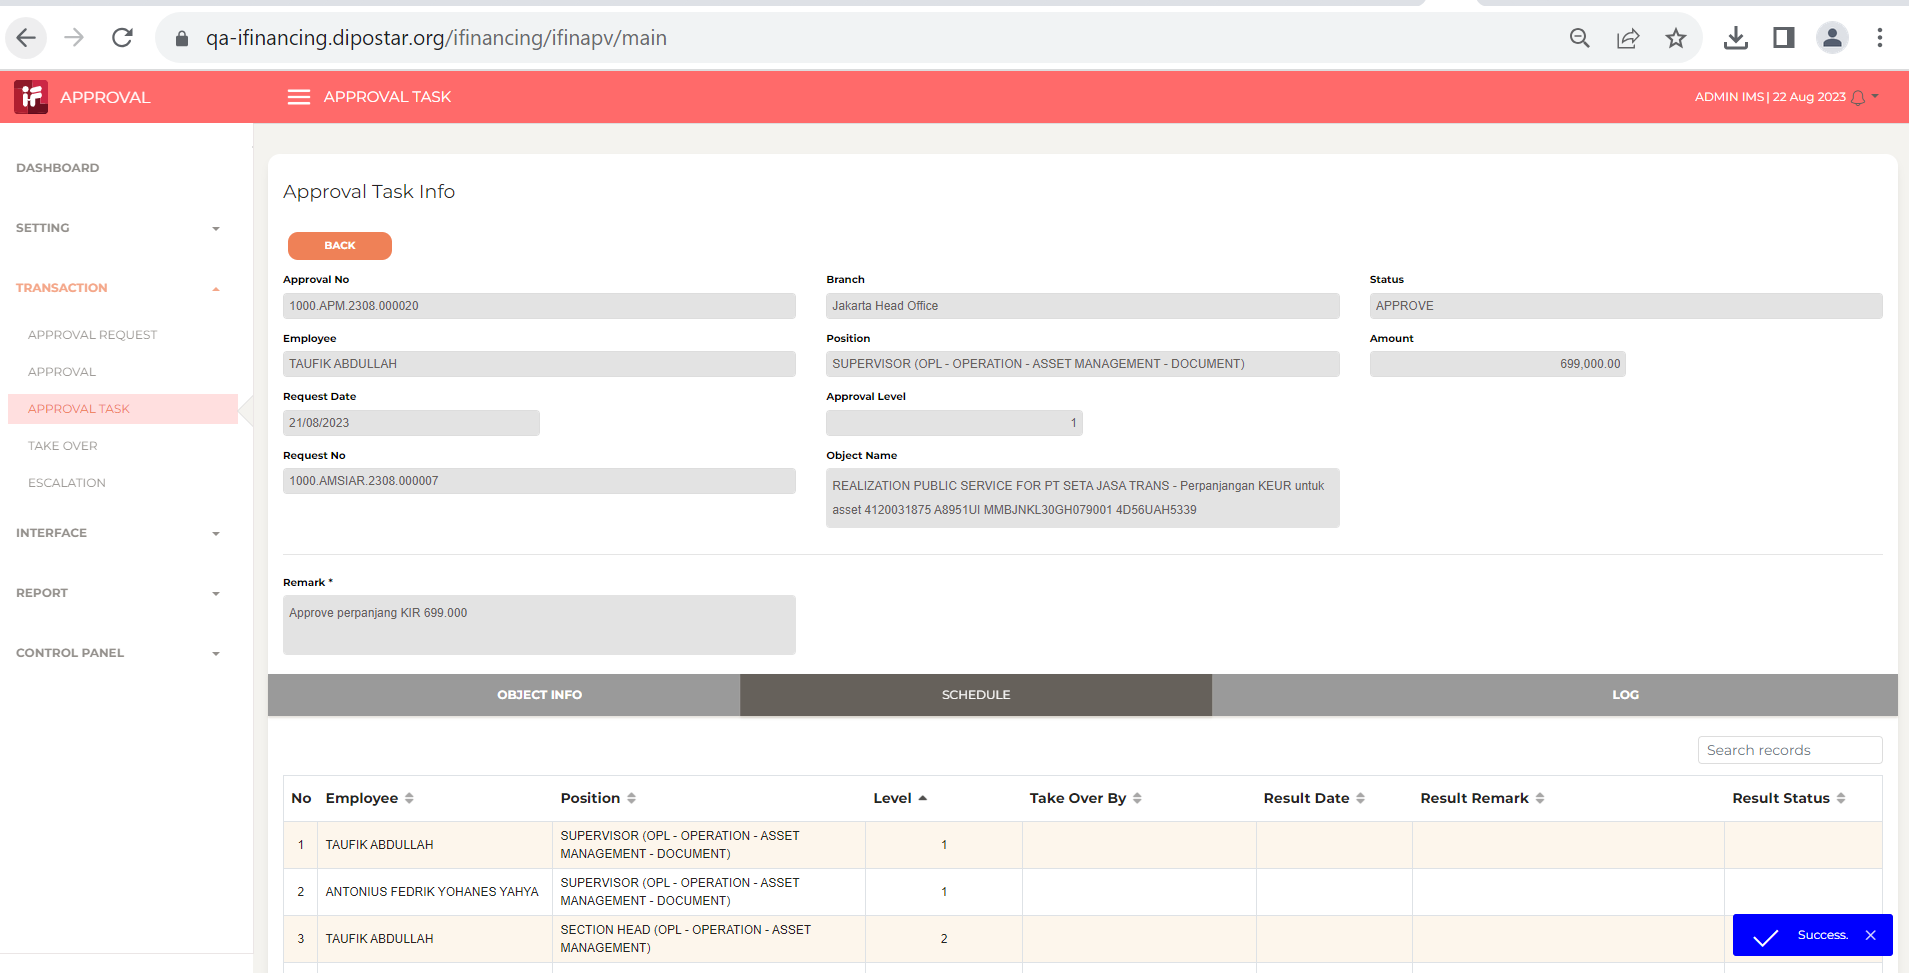 qa-ifinancing.dipostar.org/ifinancing/ifinapv/main
iF APPROVAL
APPROVAL TASK
ADMIN IMS | 22 Aug 2023
DASHBOARD
SETTING
TRANSACTION
APPROVAL REQUEST
APPROVAL
APPROVAL TASK
TAKE OVER
ESCALATION
INTERFACE
REPORT
CONTROL PANEL
Approval Task Info
BACK
Approval No
1000.APM.2308.000020
Branch
Jakarta Head Office
Status
APPROVE
Employee
TAUFIK ABDULLAH
Position
SUPERVISOR (OPL - OPERATION - ASSET MANAGEMENT - DOCUMENT)
Amount
699,000.00
Request Date
21/08/2023
Approval Level
1
Request No
1000.AMSIAR.2308.000007
Object Name
REALIZATION PUBLIC SERVICE FOR PT SETA JASA TRANS - Perpanjangan KEUR untuk
asset 4120031875 A8951UI MMBJNKL30GH079001 4D56UAH5339
Remark *
Approve perpanjang KIR 699.000
OBJECT INFO SCHEDULE LOG
Search records
No Employee Position Level Take Over By Result Date Result Remark Result Status
1 TAUFIK ABDULLAH SUPERVISOR (OPL - OPERATION - ASSET 1
MANAGEMENT - DOCUMENT)
2 ANTONIUS FEDRIK YOHANES YAHYA SUPERVISOR (OPL - OPERATION - ASSET 1
MANAGEMENT - DOCUMENT)
3 TAUFIK ABDULLAH SECTION HEAD (OPL - OPERATION - ASSET 2
MANAGEMENT)
Success.